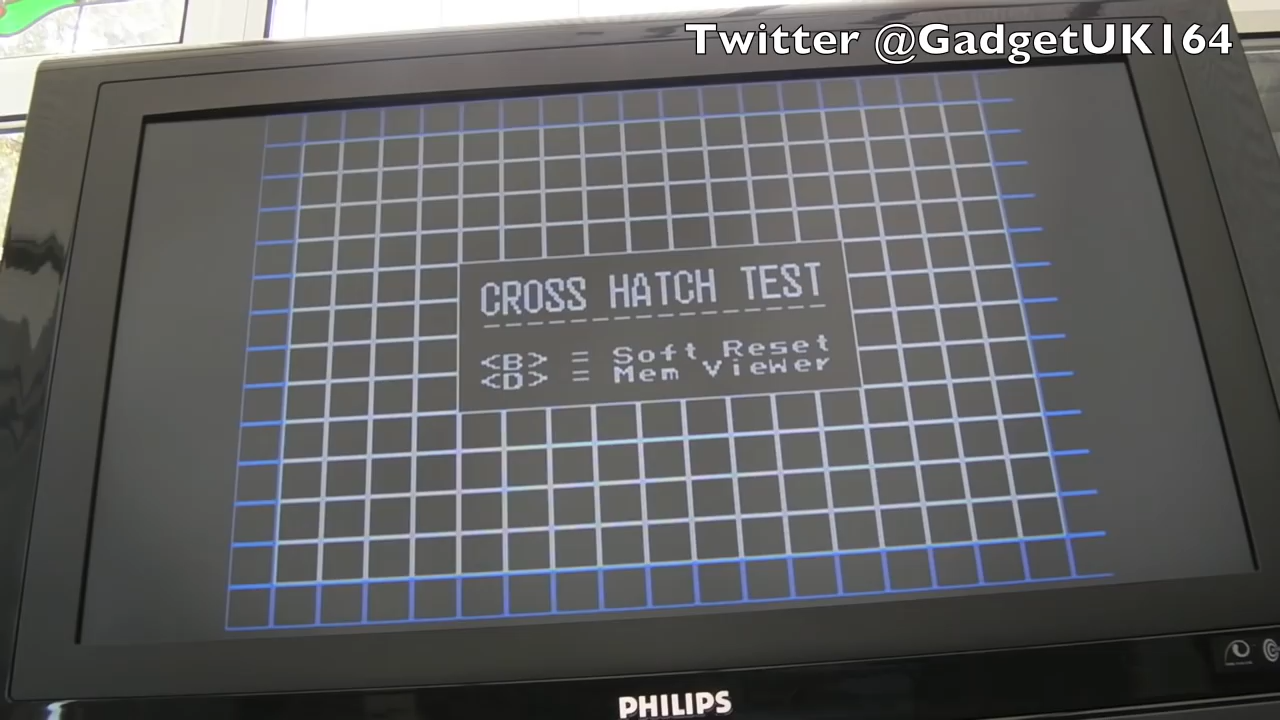 Twitter @GadgetUK164
CROSS HATCH TEST
<B> = Soft Reset
<D> = Mem Viewer
PHILIPS